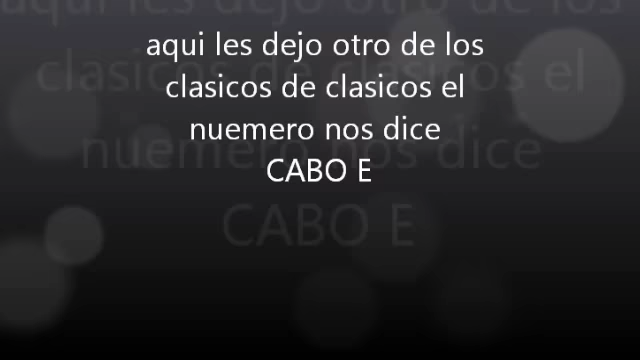 aqui les dejo otro de los
clasicos de clasicos el
nuemero nos dice
CABO E